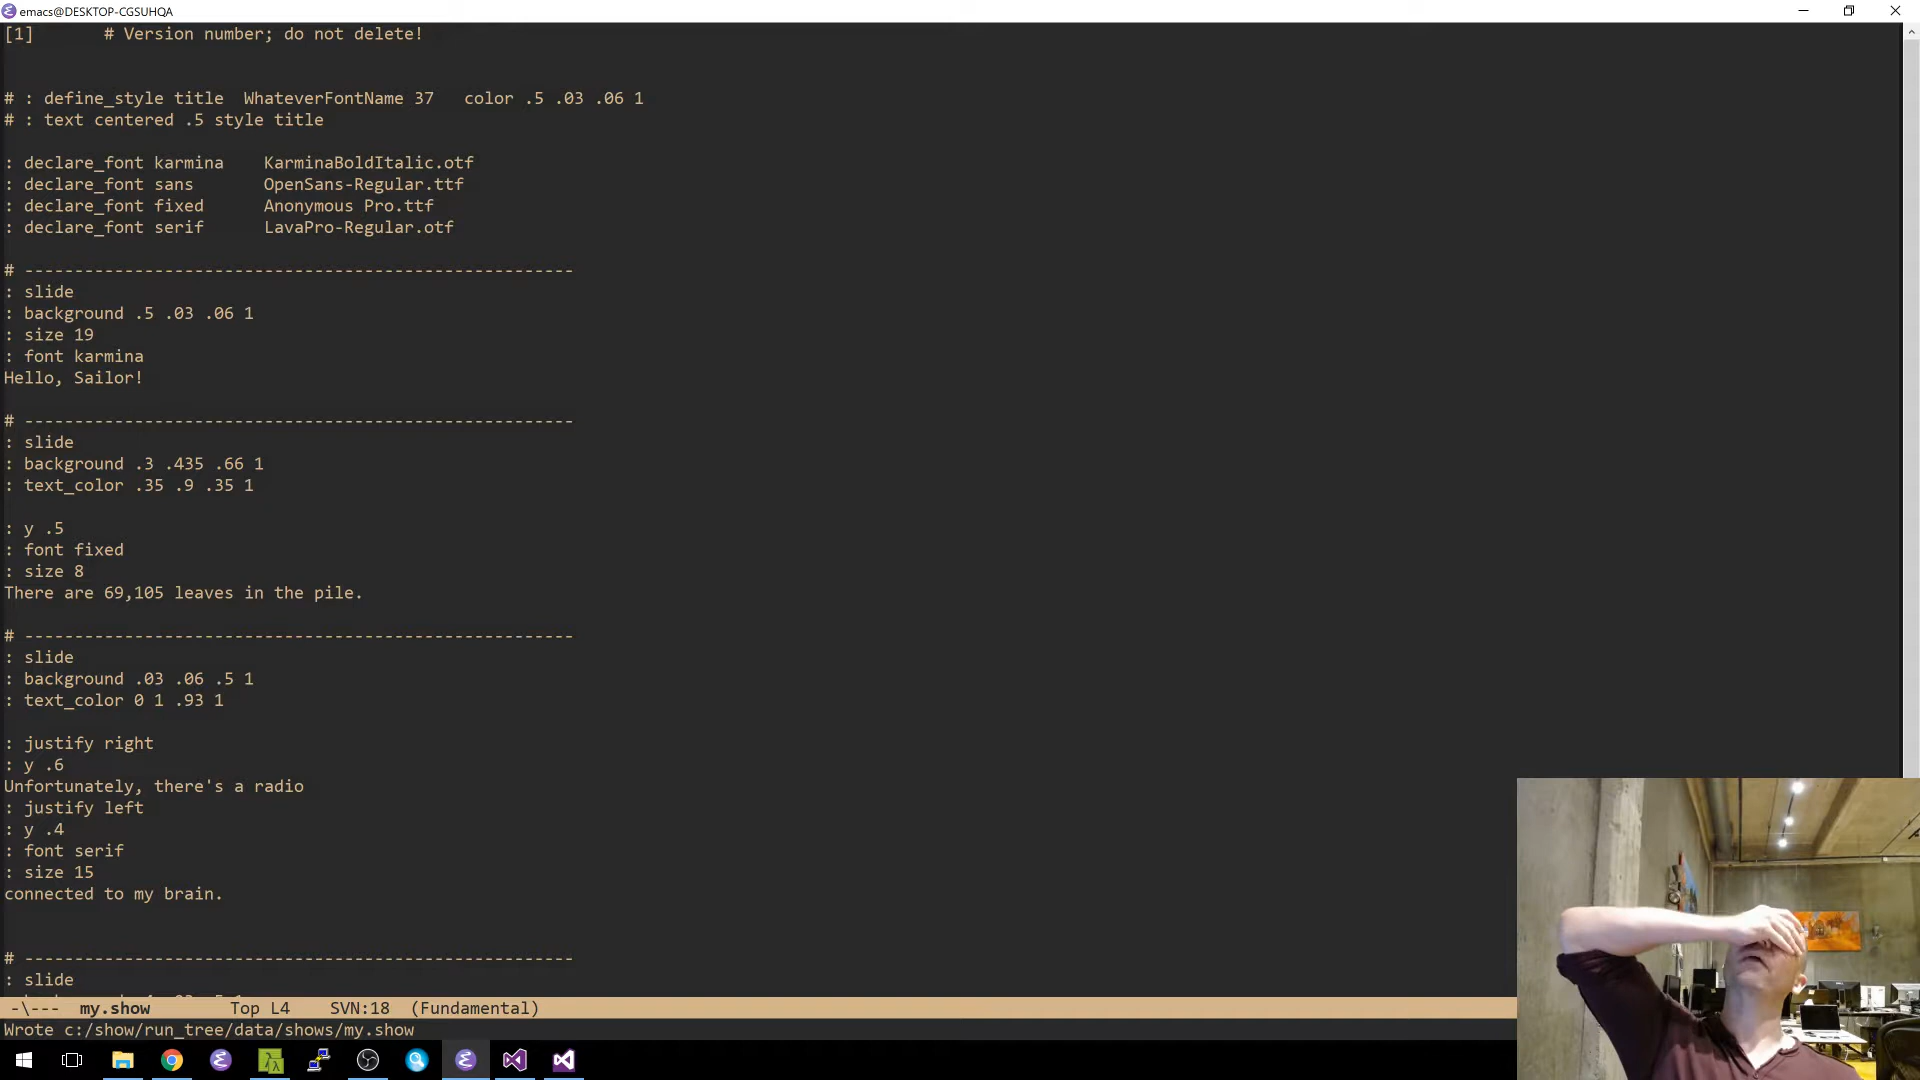 emacs@DESKTOP-CGSUHQA
[1]       # Version number; do not delete!
# : define_style title  WhateverFontName 37   color .5 .03 .06 1
# : text centered .5 style title
: declare_font karmina    KarminaBoldItalic.otf
: declare_font sans       OpenSans-Regular.ttf
: declare_font fixed      Anonymous Pro.ttf
: declare_font serif      LavaPro-Regular.otf
# -------------------------------------------------------
: slide
: background .5 .03 .06 1
: size 19
: font karmina
Hello, Sailor!
# -------------------------------------------------------
: slide
: background .3 .435 .66 1
: text_color .35 .9 .35 1
: y .5
: font fixed
: size 8
There are 69,105 leaves in the pile.
# -------------------------------------------------------
: slide
: background .03 .06 .5 1
: text_color 0 1 .93 1
: justify right
: y .6
Unfortunately, there's a radio
: justify left
: y .4
: font serif
: size 15
connected to my brain.
# -------------------------------------------------------
: slide
-\---  my.show        Top L4    SVN:18  (Fundamental)
Wrote c:/show/run_tree/data/shows/my.show